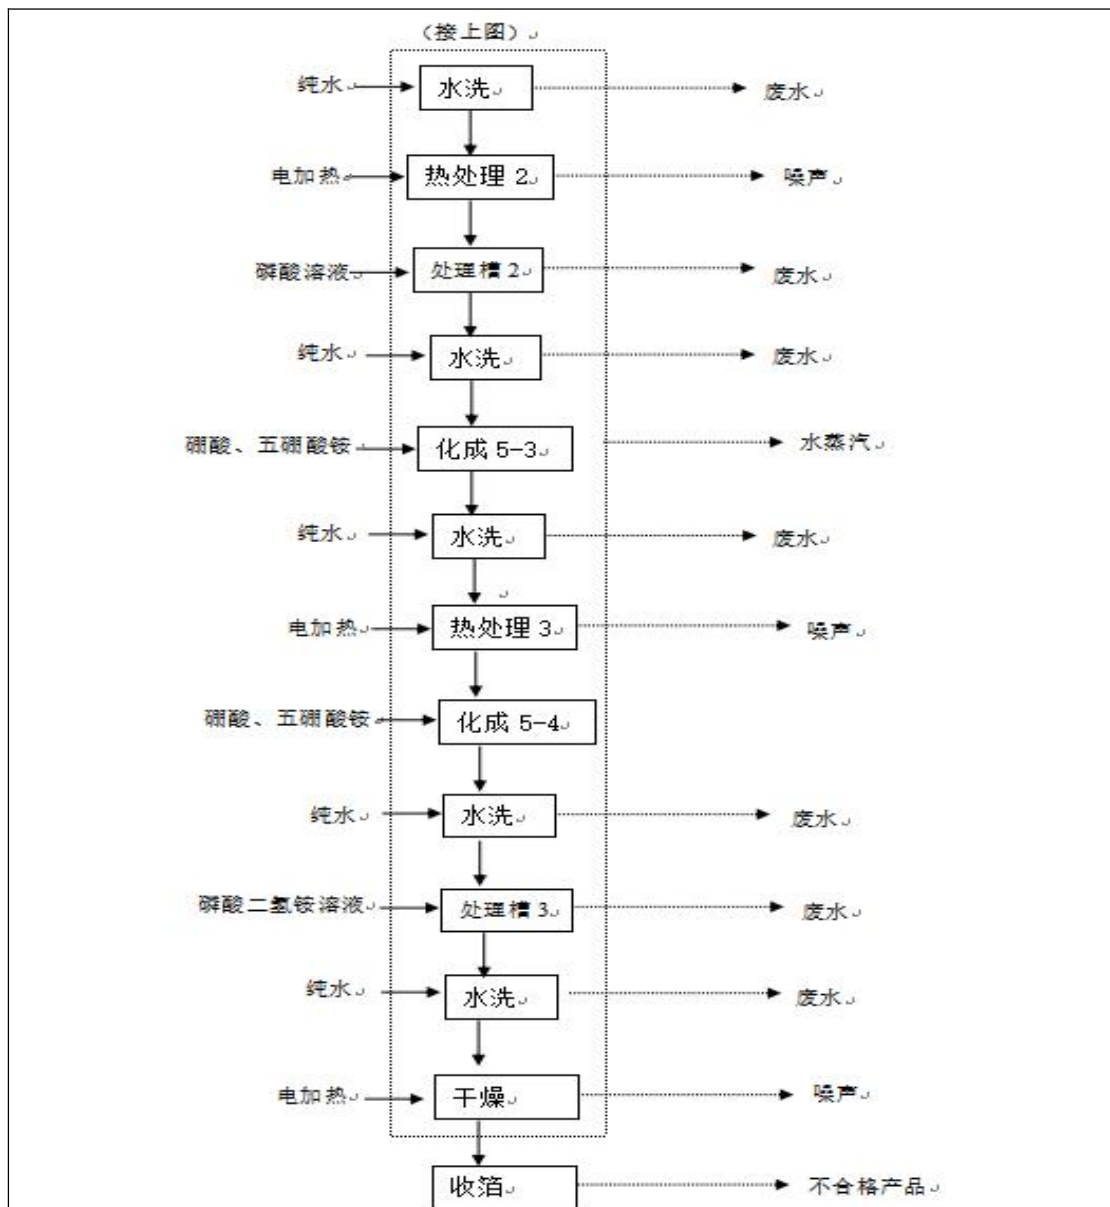 （接上图）
纯水 水洗 废水
电加热 热处理 2 噪声
磷酸溶液 处理槽 2 废水
纯水 水洗 废水
硼酸、五硼酸铵 化成 5-3 水蒸汽
纯水 水洗 废水
电加热 热处理 3 噪声
硼酸、五硼酸铵 化成 5-4
纯水 水洗 废水
磷酸二氢铵溶液 处理槽 3 废水
纯水 水洗 废水
电加热 干燥 噪声
收箔 不合格产品